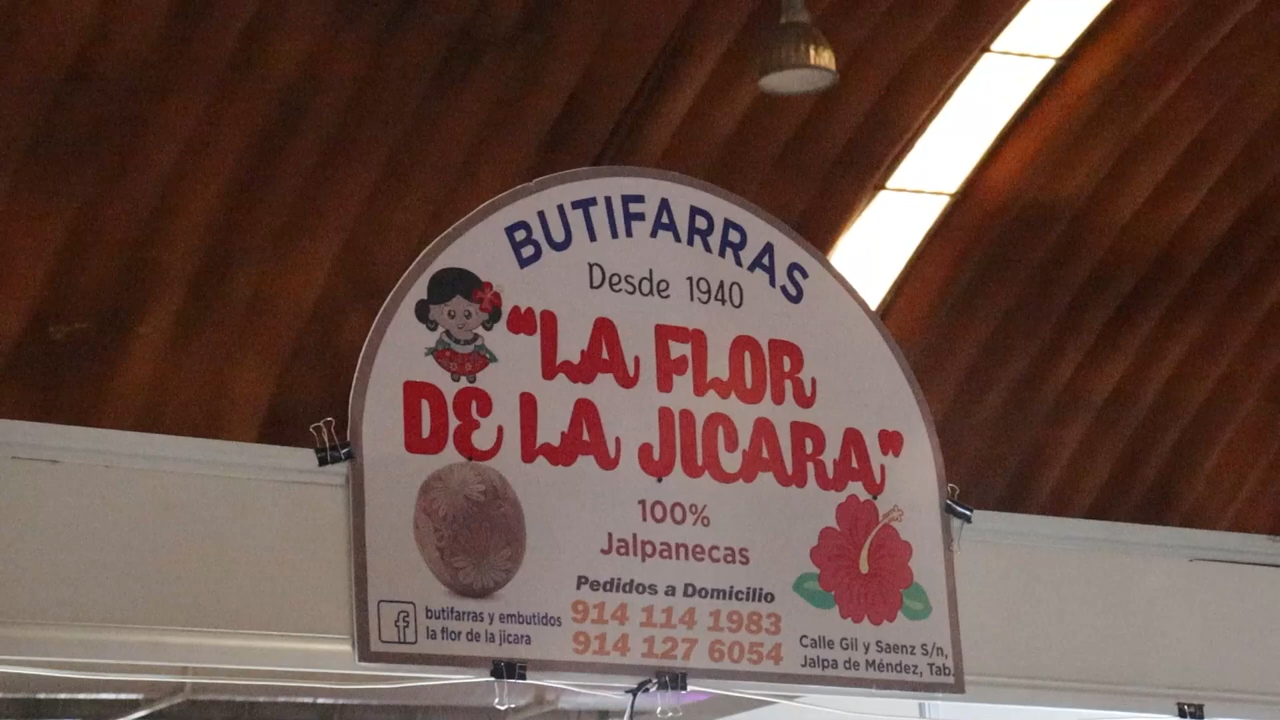 BUTIFARRAS
Desde 1940
"LA FLOR
DE LA JICARA"
100%
Jalpanecas
Pedidos a Domicilio
914 114 1983
914 127 6054
butifarras y embutidos
la flor de la jicara
Calle Gil y Saenz S/n,
Jalpa de Méndez, Tab.